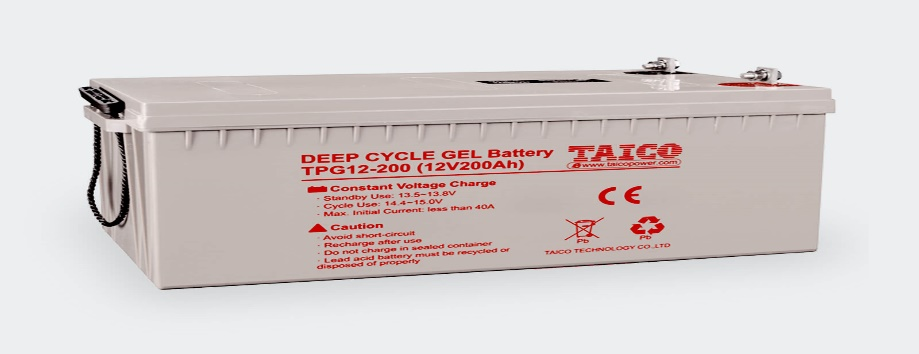 DEEP CYCLE GEL Battery
TPG12-200 (12V200Ah)
TAICO
www.taicopower.com
Constant Voltage Charge
· Standby Use: 13.5~13.8V
· Cycle Use: 14.4~15.0V
· Max. Initial Current: less than 40A
CE
Caution
· Avoid short-circuit
· Recharge after use
· Do not charge in sealed container
· Lead acid battery must be recycled or
disposed of property
Pb
Pb
TAICO TECHNOLOGY CO.,LTD